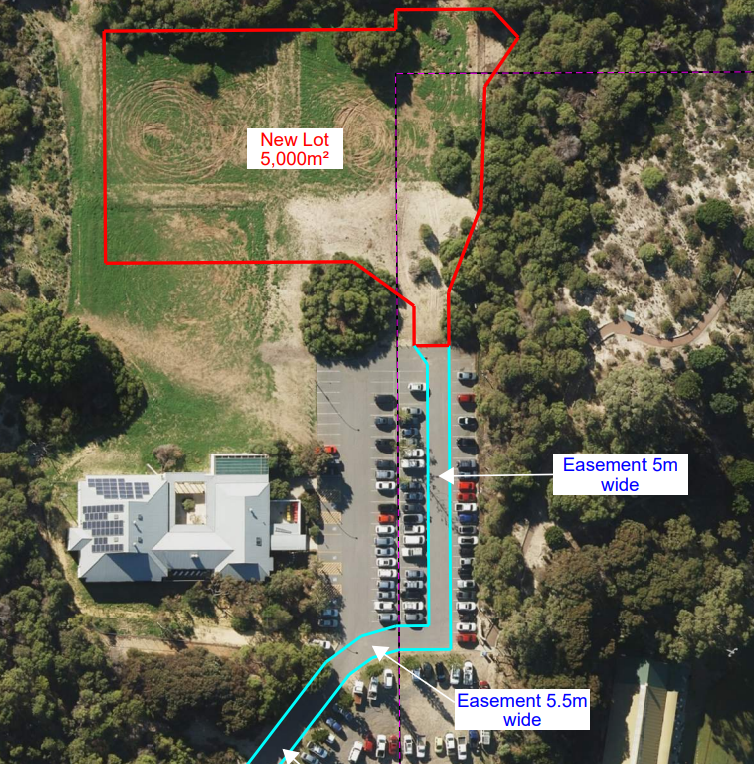 New Lot
5,000m²
Easement 5m
wide
Easement 5.5m
wide